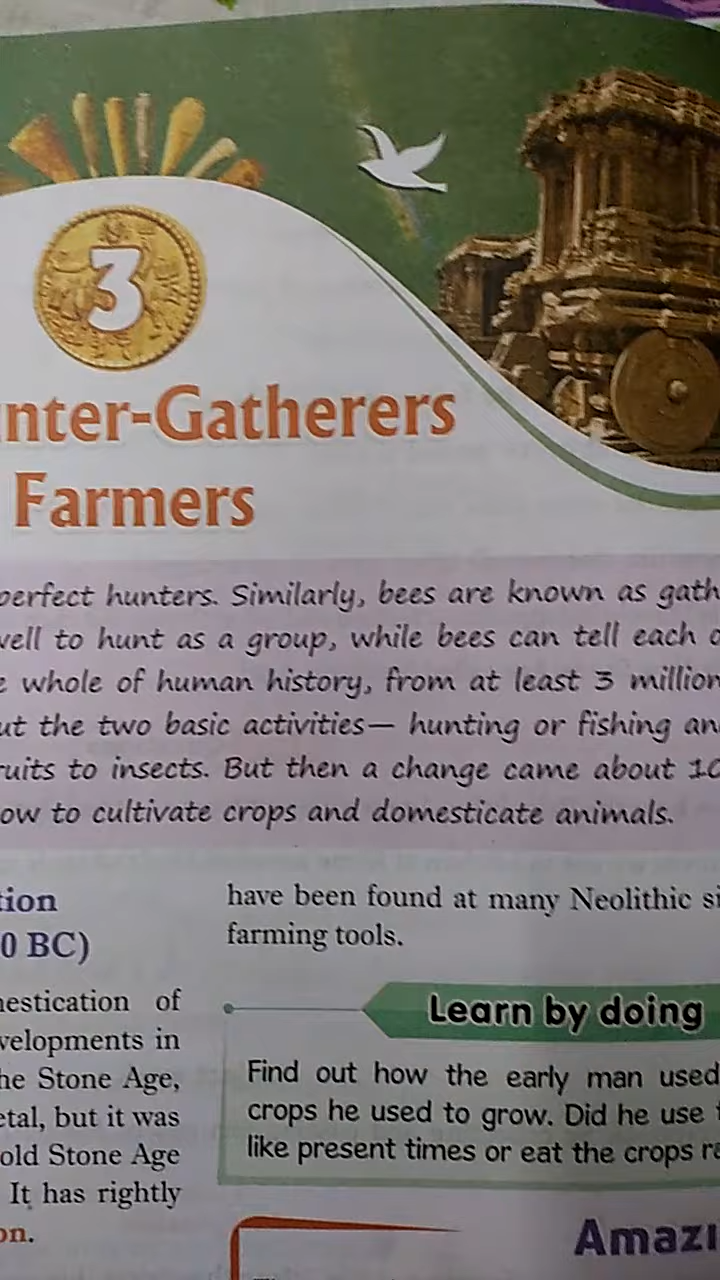 3
nter-Gatherers
Farmers
perfect hunters. Similarly, bees are known as gath
vell to hunt as a group, while bees can tell each o
e whole of human history, from at least 3 million
ut the two basic activities— hunting or fishing an
ruits to insects. But then a change came about 10
ow to cultivate crops and domesticate animals.
tion
0 BC)
nestication of
velopments in
he Stone Age,
etal, but it was
old Stone Age
It has rightly
on.
have been found at many Neolithic si
farming tools.
Learn by doing
Find out how the early man used
crops he used to grow. Did he use
like present times or eat the crops ra
Amazi